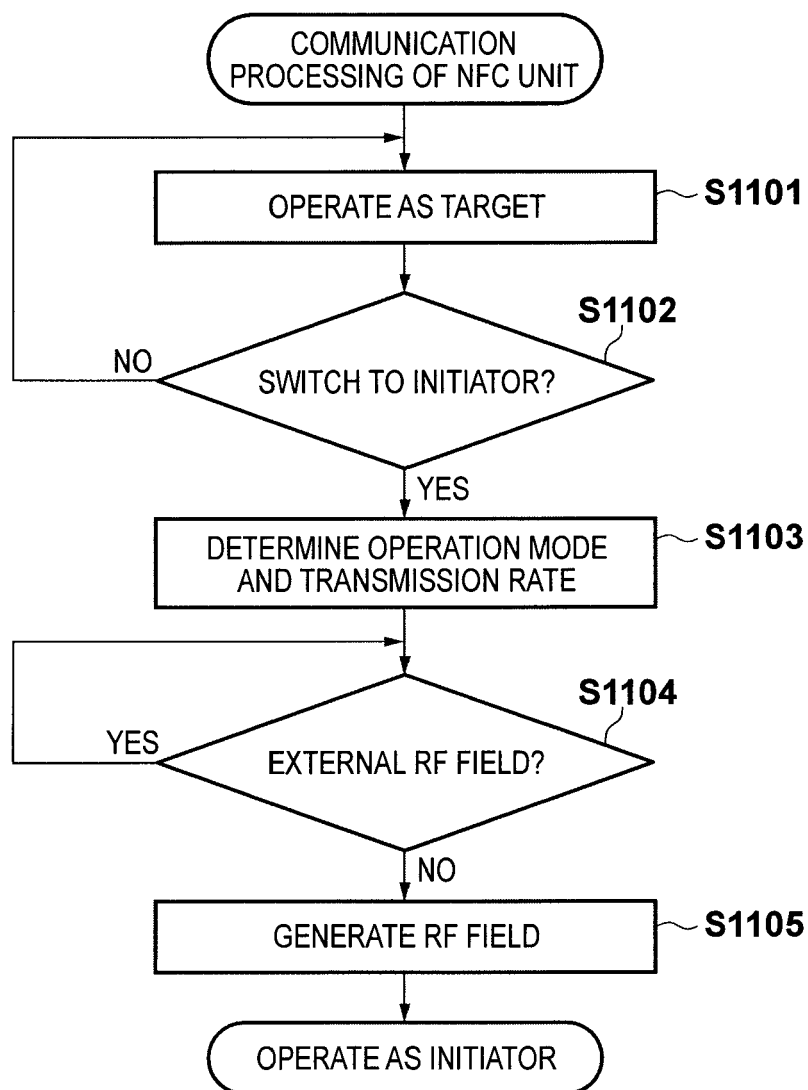 COMMUNICATION
PROCESSING OF NFC UNIT
OPERATE AS TARGET
S1101
S1102
SWITCH TO INITIATOR?
NO
YES
DETERMINE OPERATION MODE
AND TRANSMISSION RATE
S1103
S1104
EXTERNAL RF FIELD?
YES
NO
GENERATE RF FIELD
S1105
OPERATE AS INITIATOR